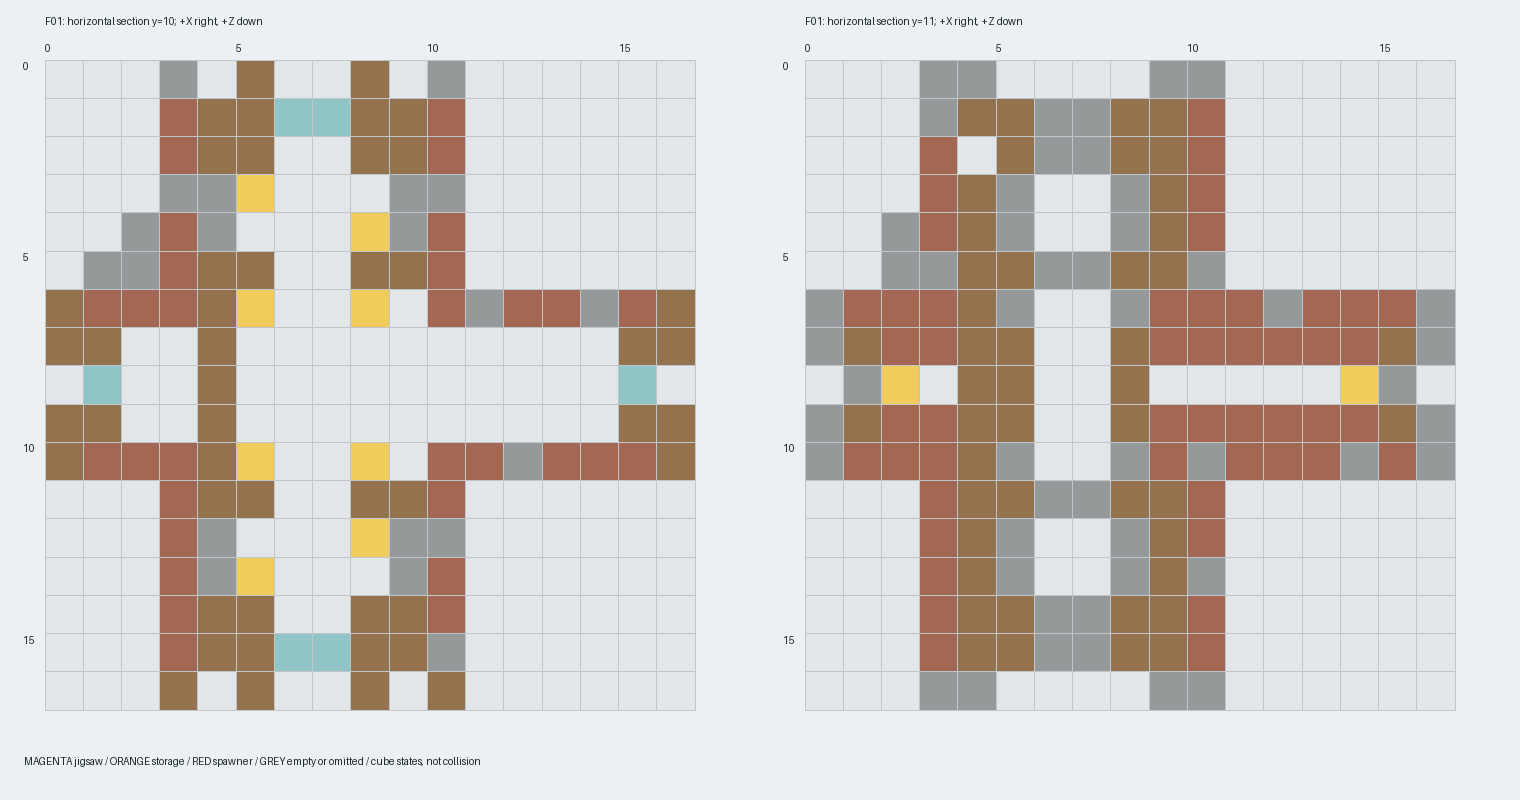 F01: horizontal section y=10; +X right, +Z down
F01: horizontal section y=11; +X right, +Z down
0 5 10 15
0 5 10 15
0
0
5
5
10
10
15
15
MAGENTA jigsaw / ORANGE storage / RED spawner / GREY empty or omitted / cube states, not collision